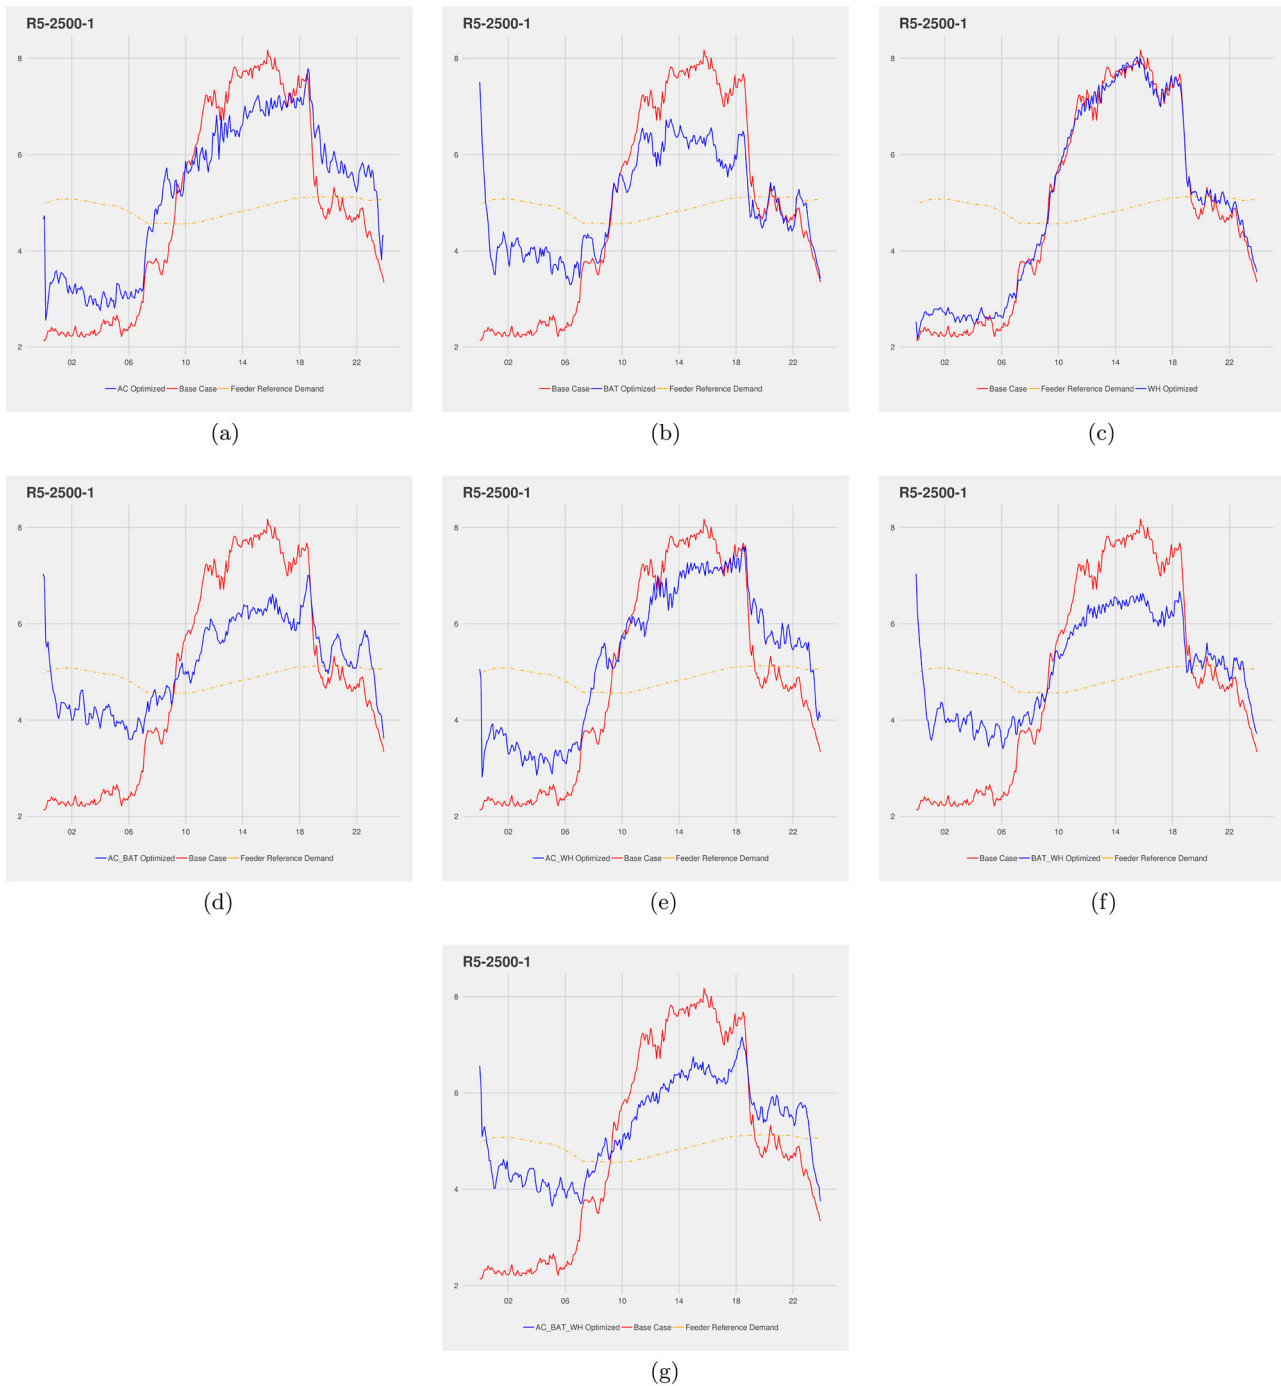 R5-2500-1
8
6
4
2
02 06 10 14 18 22
AC Optimized Base Case Feeder Reference Demand
(a)
R5-2500-1
8
6
4
2
02 06 10 14 18 22
Base Case BAT Optimized Feeder Reference Demand
(b)
R5-2500-1
8
6
4
2
02 06 10 14 18 22
Base Case Feeder Reference Demand WH Optimized
(c)
R5-2500-1
8
6
4
2
02 06 10 14 18 22
AC_BAT Optimized Base Case Feeder Reference Demand
(d)
R5-2500-1
8
6
4
2
02 06 10 14 18 22
AC_WH Optimized Base Case Feeder Reference Demand
(e)
R5-2500-1
8
6
4
2
02 06 10 14 18 22
Base Case BAT_WH Optimized Feeder Reference Demand
(f)
R5-2500-1
8
6
4
2
02 06 10 14 18 22
AC_BAT_WH Optimized Base Case Feeder Reference Demand
(g)